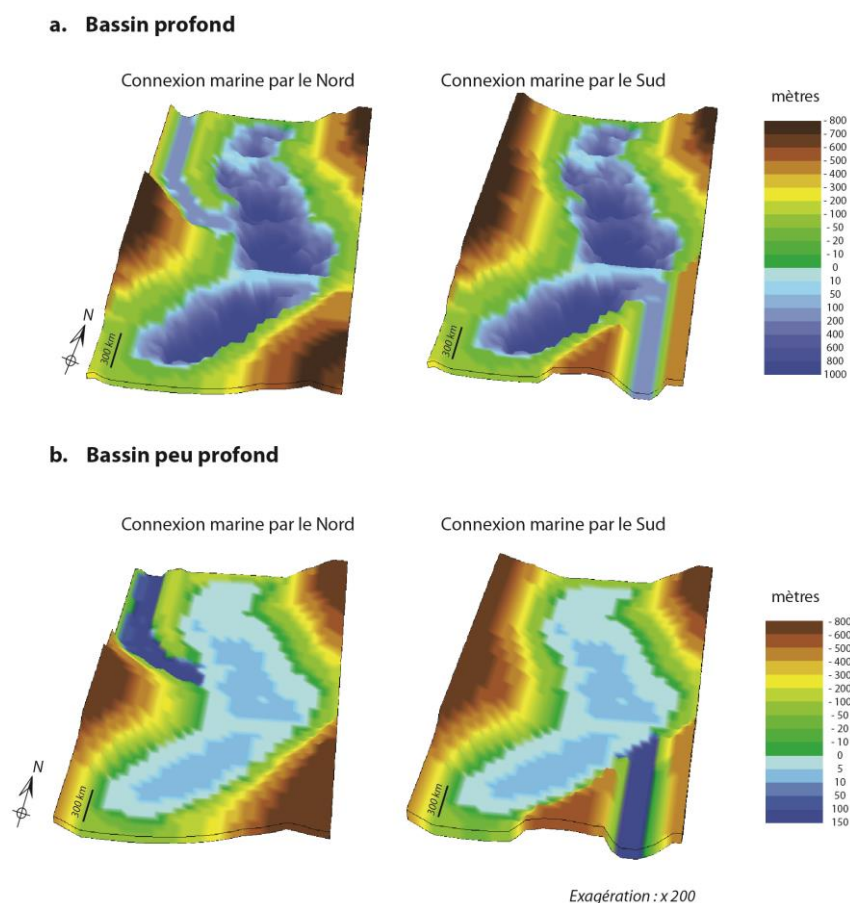 a. Bassin profond
Connexion marine par le Nord
Connexion marine par le Sud
mètres
- 800
- 700
- 600
- 500
- 400
- 300
- 200
- 100
- 50
- 20
- 10
0
10
50
100
200
400
600
800
1000
N
300 km
300 km
b. Bassin peu profond
Connexion marine par le Nord
Connexion marine par le Sud
mètres
- 800
- 600
- 500
- 400
- 300
- 200
- 100
- 50
- 20
- 10
0
5
10
50
100
150
N
300 km
300 km
Exagération : x 200